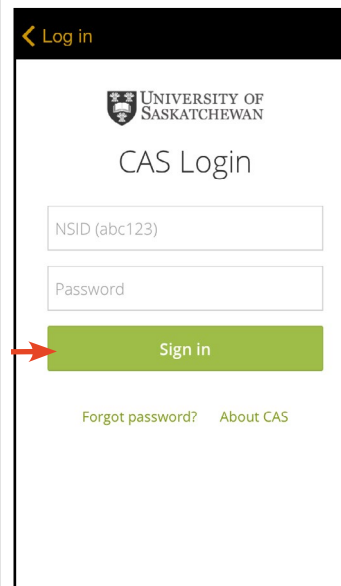 Log in
UNIVERSITY OF
SASKATCHEWAN
CAS Login
NSID (abc123)
Password
Sign in
Forgot password? About CAS